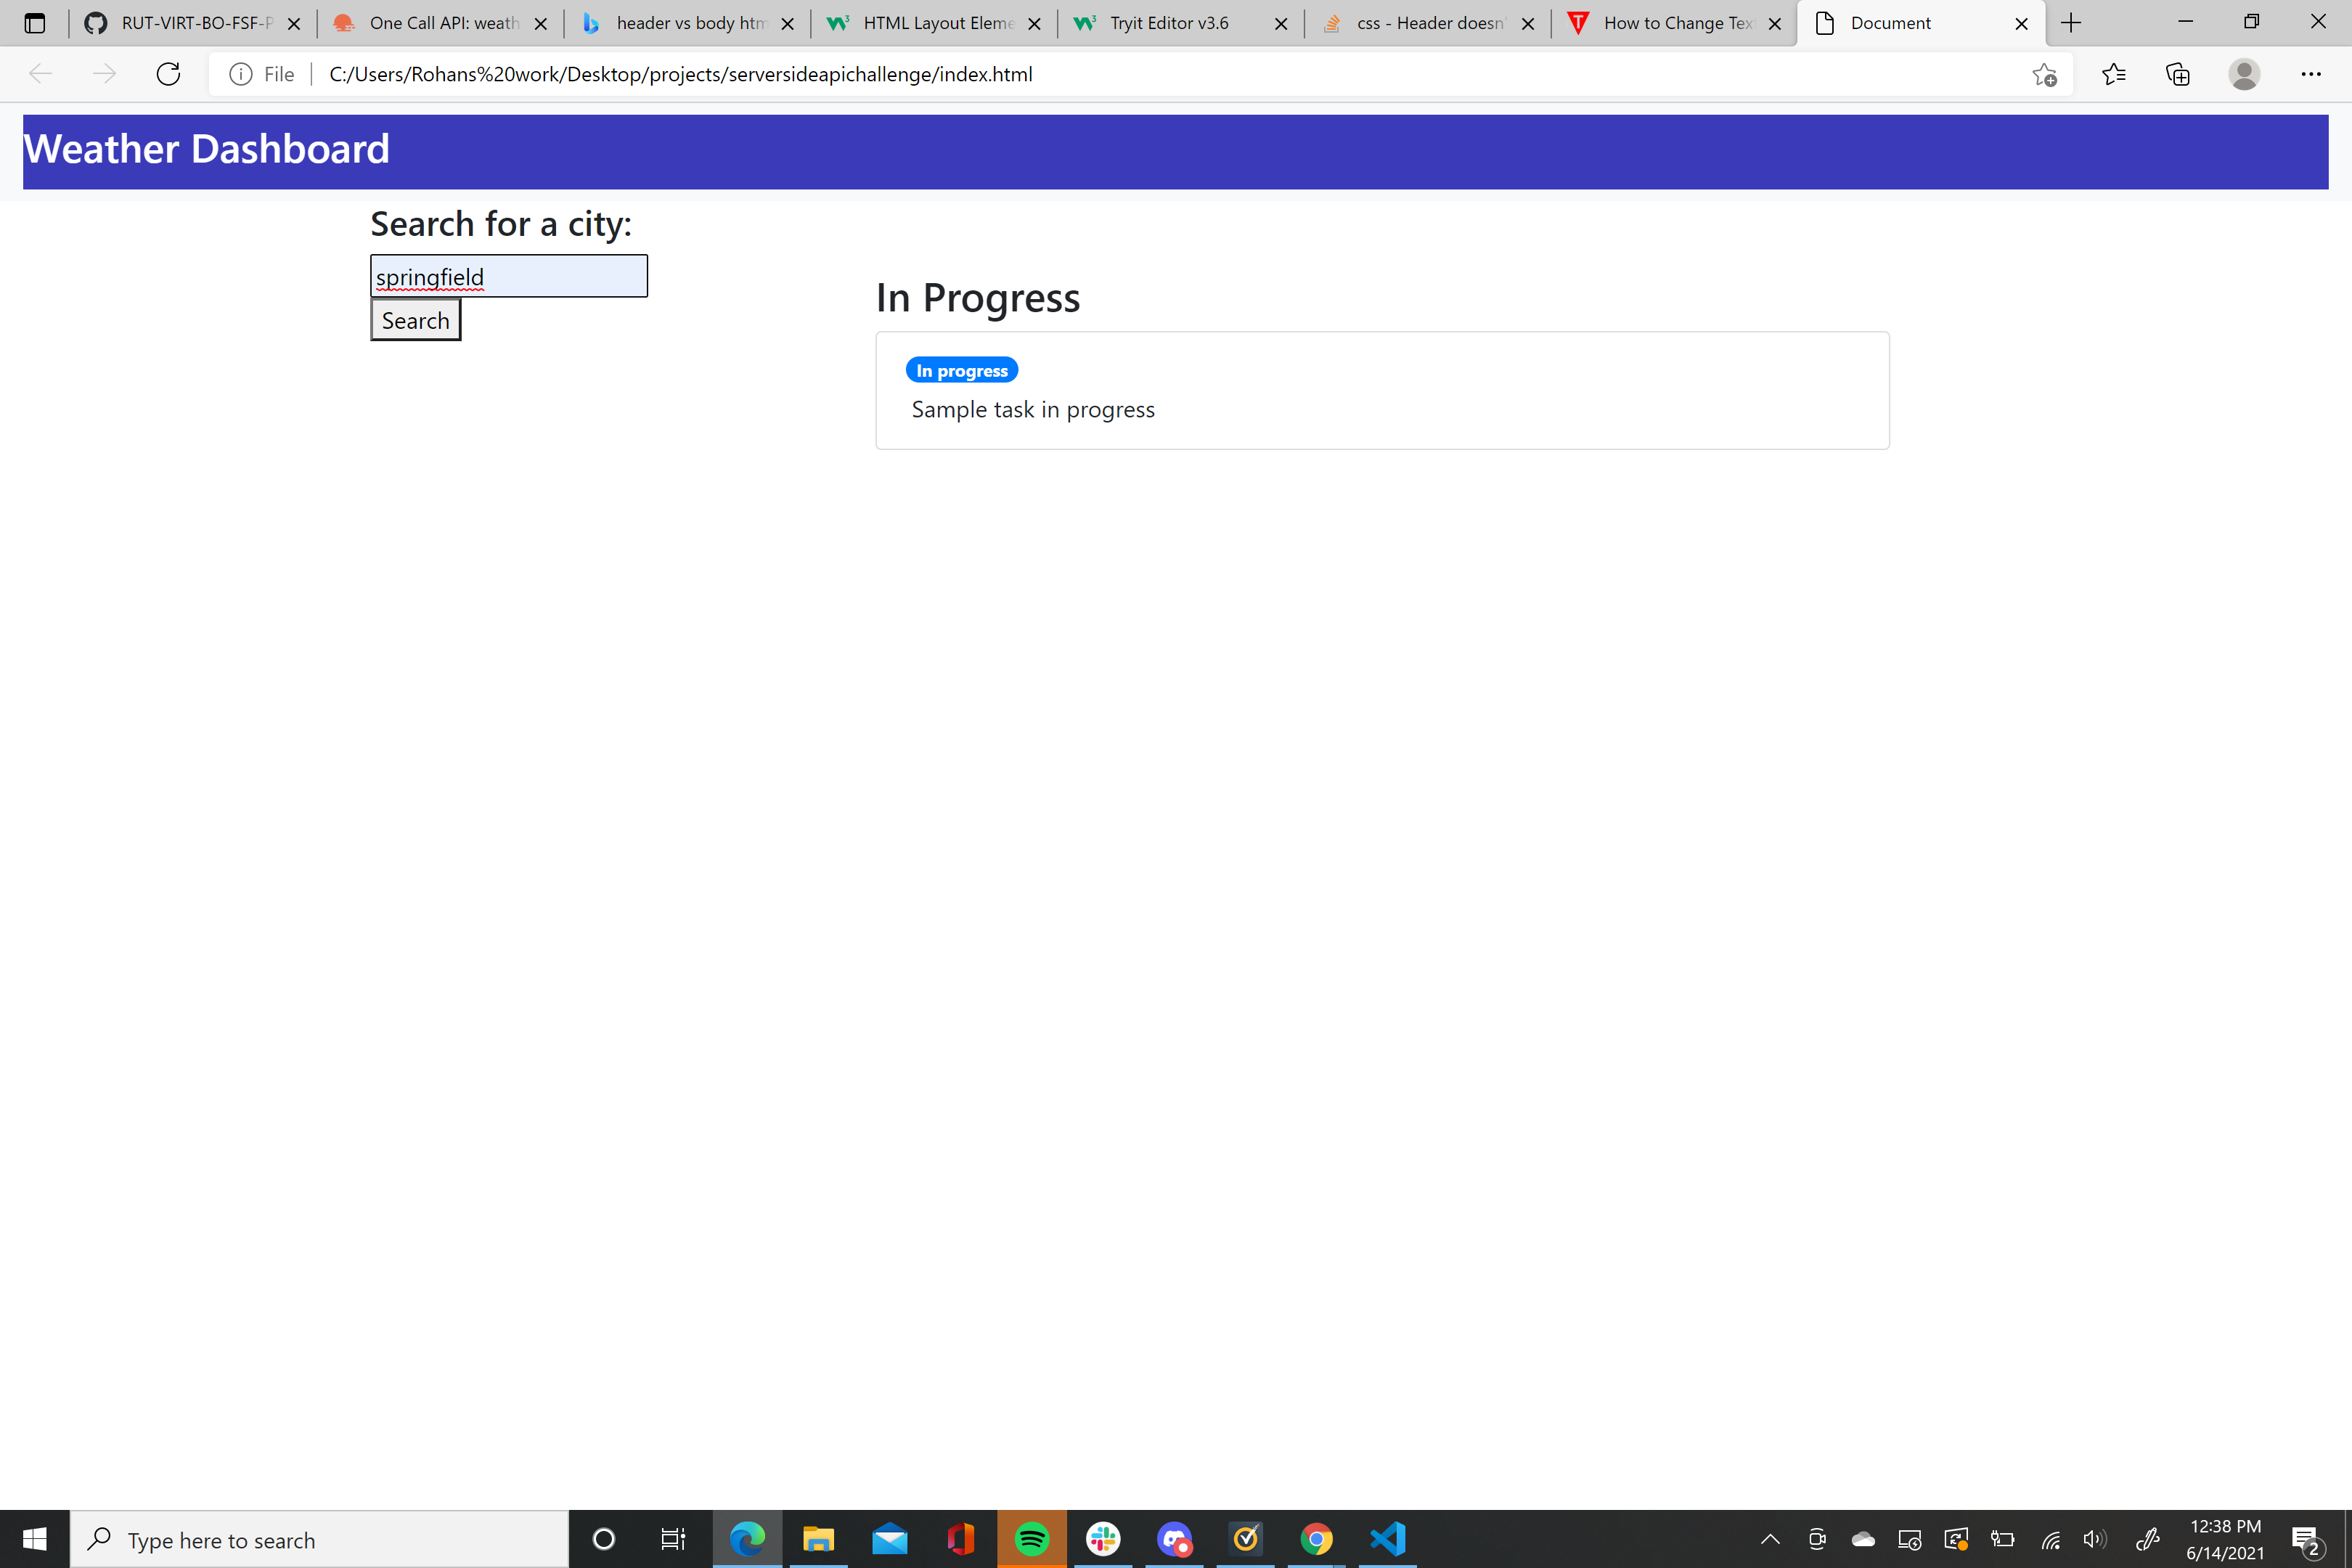 RUT-VIRT-BO-FSF-P
One Call API: weath
header vs body htm
HTML Layout Eleme
Tryit Editor v3.6
css - Header doesn'
How to Change Tex
Document
File
C:/Users/Rohans%20work/Desktop/projects/serversideapichallenge/index.html
Weather Dashboard
Search for a city:
springfield
Search
In Progress
In progress
Sample task in progress
Type here to search
12:38 PM
6/14/2021
2